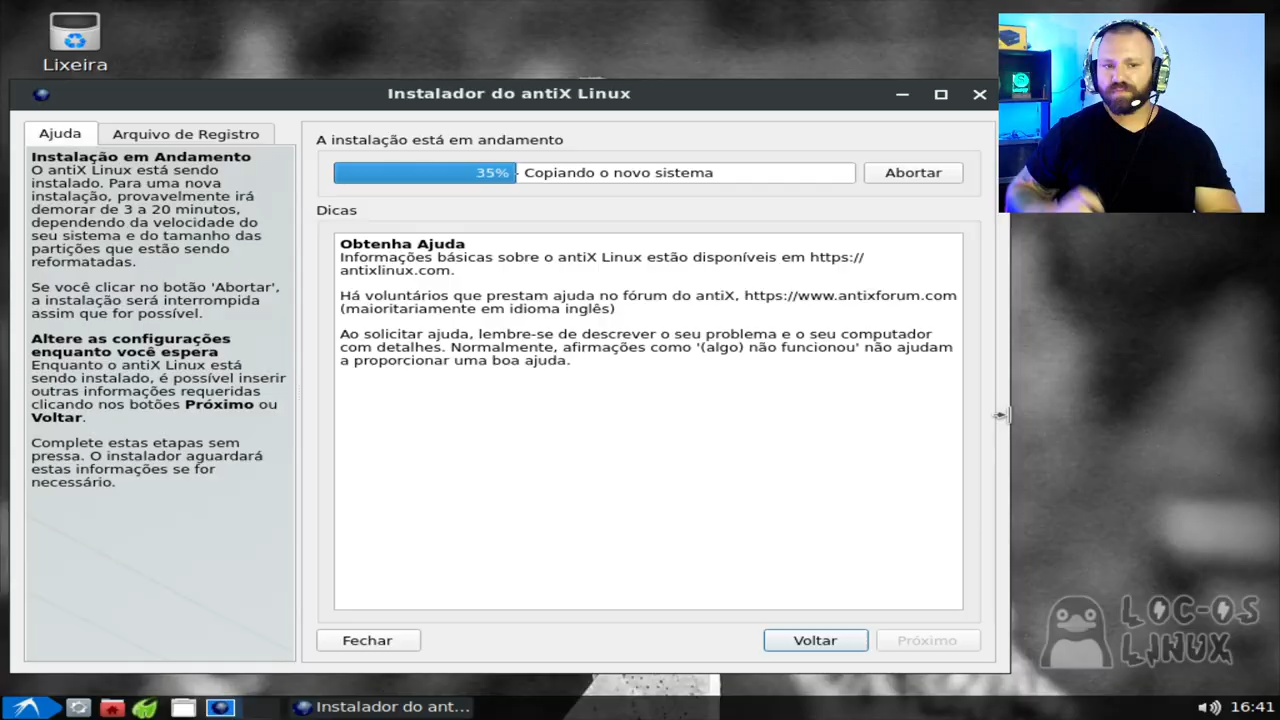 Lixeira
Instalador do antiX Linux
Ajuda
Arquivo de Registro
Instalação em Andamento
O antiX Linux está sendo
instalado. Para uma nova
instalação, provavelmente irá
demorar de 3 a 20 minutos,
dependendo da velocidade do
seu sistema e do tamanho das
partições que estão sendo
reformatadas.
Se você clicar no botão 'Abortar',
a instalação será interrompida
assim que for possível.
Altere as configurações
enquanto você espera
Enquanto o antiX Linux está
sendo instalado, é possível inserir
outras informações requeridas
clicando nos botões Próximo ou
Voltar.
Complete estas etapas sem
pressa. O instalador aguardará
estas informações se for
necessário.
A instalação está em andamento
35% - Copiando o novo sistema
Abortar
Dicas
Obtenha Ajuda
Informações básicas sobre o antiX Linux estão disponíveis em https://
antixlinux.com.
Há voluntários que prestam ajuda no fórum do antiX, https://www.antixforum.com
(maioritariamente em idioma inglês)
Ao solicitar ajuda, lembre-se de descrever o seu problema e o seu computador
com detalhes. Normalmente, afirmações como '(algo) não funcionou' não ajudam
a proporcionar uma boa ajuda.
Fechar
Voltar
Próximo
LOC-OS
LINUX
Instalador do ant...
16:41